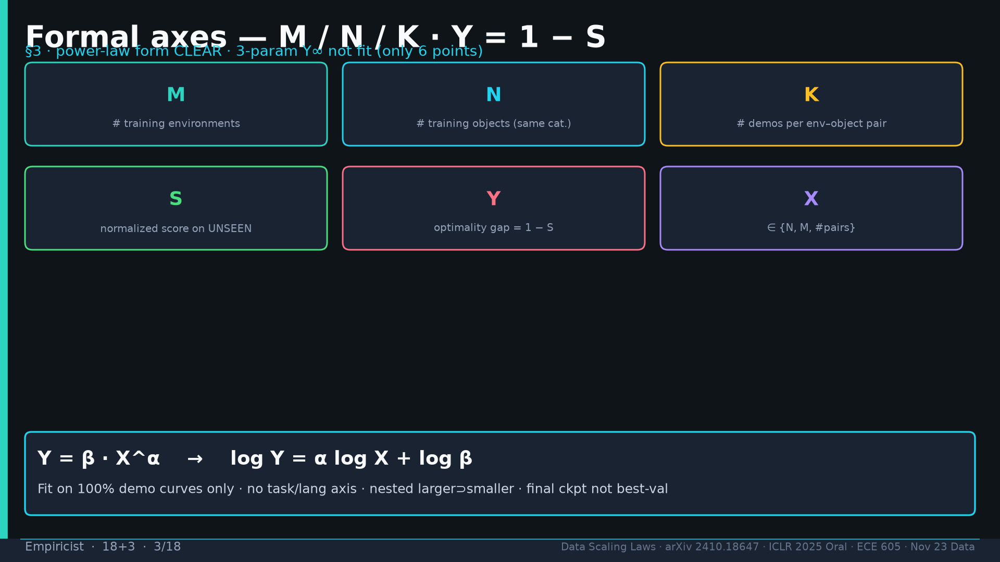 Formal axes — M / N / K · Y = 1 − S
§3 · power-law form CLEAR · 3-param Y∞ not fit (only 6 points)
M
# training environments
N
# training objects (same cat.)
K
# demos per env–object pair
S
normalized score on UNSEEN
Y
optimality gap = 1 − S
X
∈ {N, M, #pairs}
Y = β · X^α → log Y = α log X + log β
Fit on 100% demo curves only · no task/lang axis · nested larger⊃smaller · final ckpt not best-val
Empiricist · 18+3 · 3/18
Data Scaling Laws · arXiv 2410.18647 · ICLR 2025 Oral · ECE 605 · Nov 23 Data